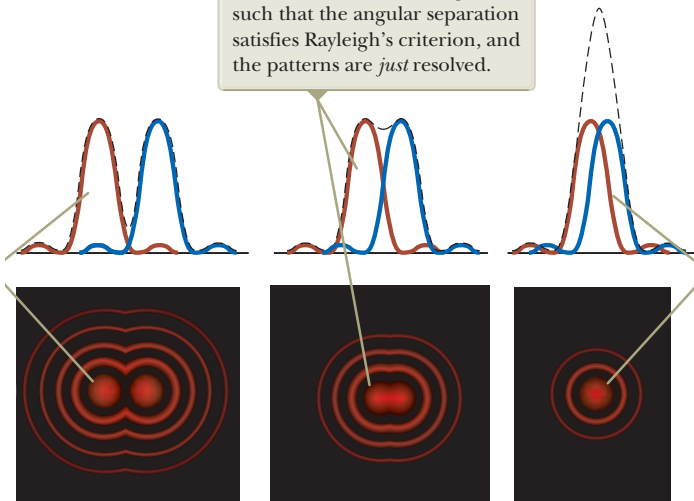 such that the angular separation
satisfies Rayleigh’s criterion, and
the patterns are just resolved.